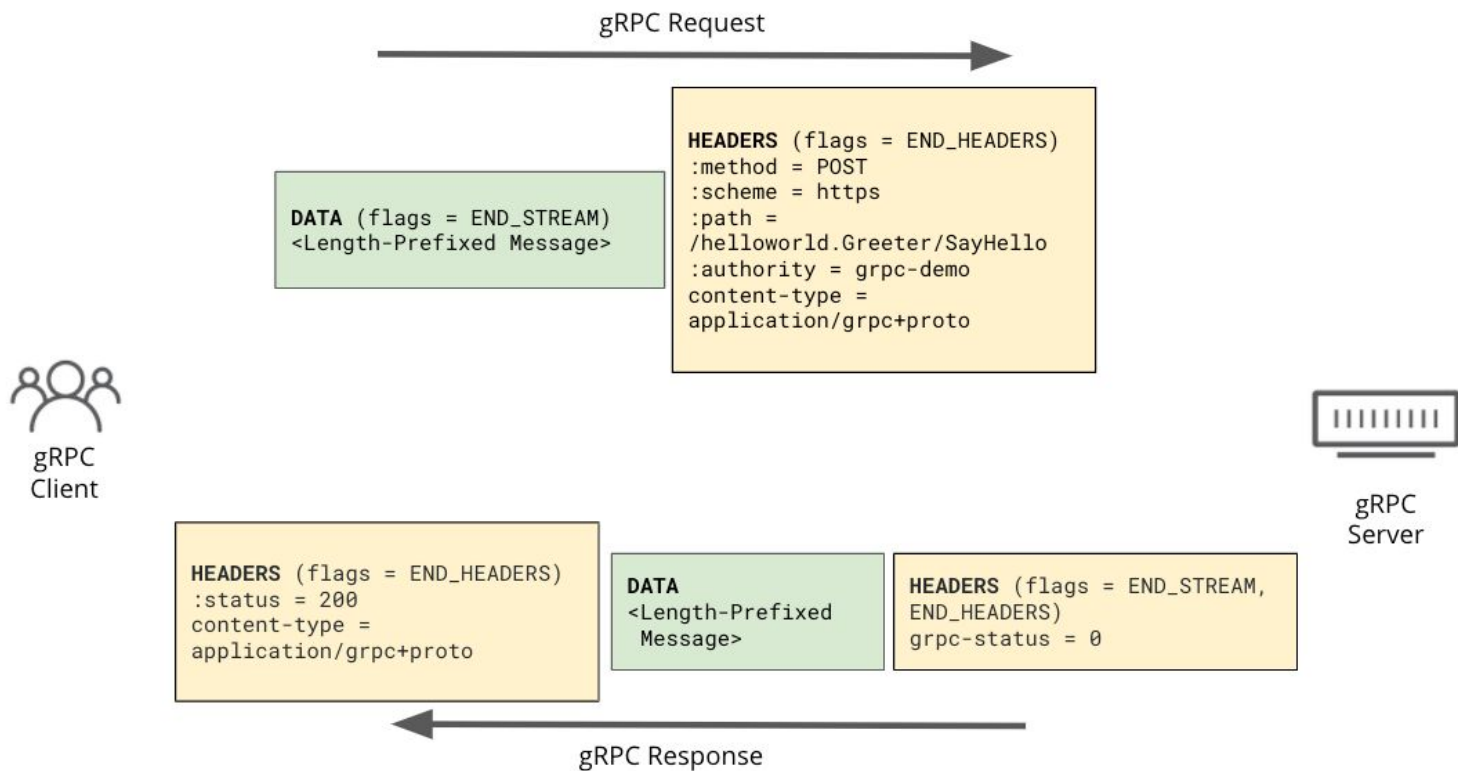 gRPC Request
HEADERS (flags = END_HEADERS)
:method = POST
:scheme = https
:path =
/helloworld.Greeter/SayHello
:authority = grpc-demo
content-type =
application/grpc+proto
DATA (flags = END_STREAM)
<Length-Prefixed Message>
gRPC
Client
gRPC
Server
HEADERS (flags = END_HEADERS)
:status = 200
content-type =
application/grpc+proto
DATA
<Length-Prefixed
Message>
HEADERS (flags = END_STREAM,
END_HEADERS)
grpc-status = 0
gRPC Response